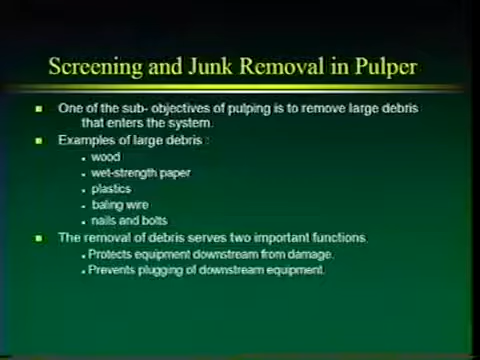 Screening and Junk Removal in Pulper
One of the sub- objectives of pulping is to remove large debris
that enters the system.
Examples of large debris :
wood
wet-strength paper
plastics
baling wire
nails and bolts
The removal of debris serves two important functions.
Protects equipment downstream from damage.
Prevents plugging of downstream equipment.